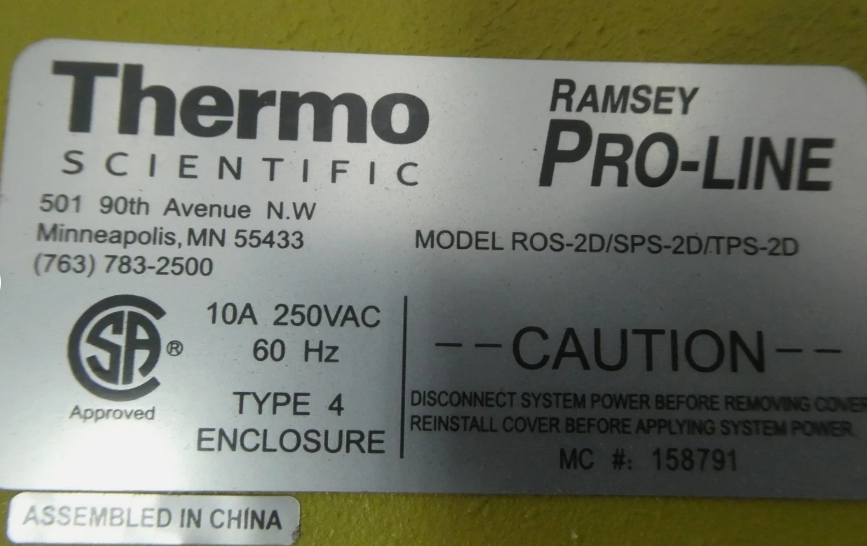 Thermo
SCIENTIFIC
501 90th Avenue N.W
Minneapolis, MN 55433
(763) 783-2500
RAMSEY
PRO-LINE
MODEL ROS-2D/SPS-2D/TPS-2D
SA ®
Approved
10A 250VAC
60 Hz
TYPE 4
ENCLOSURE
--CAUTION--
DISCONNECT SYSTEM POWER BEFORE REMOVING COVER
REINSTALL COVER BEFORE APPLYING SYSTEM POWER.
MC #: 158791
ASSEMBLED IN CHINA